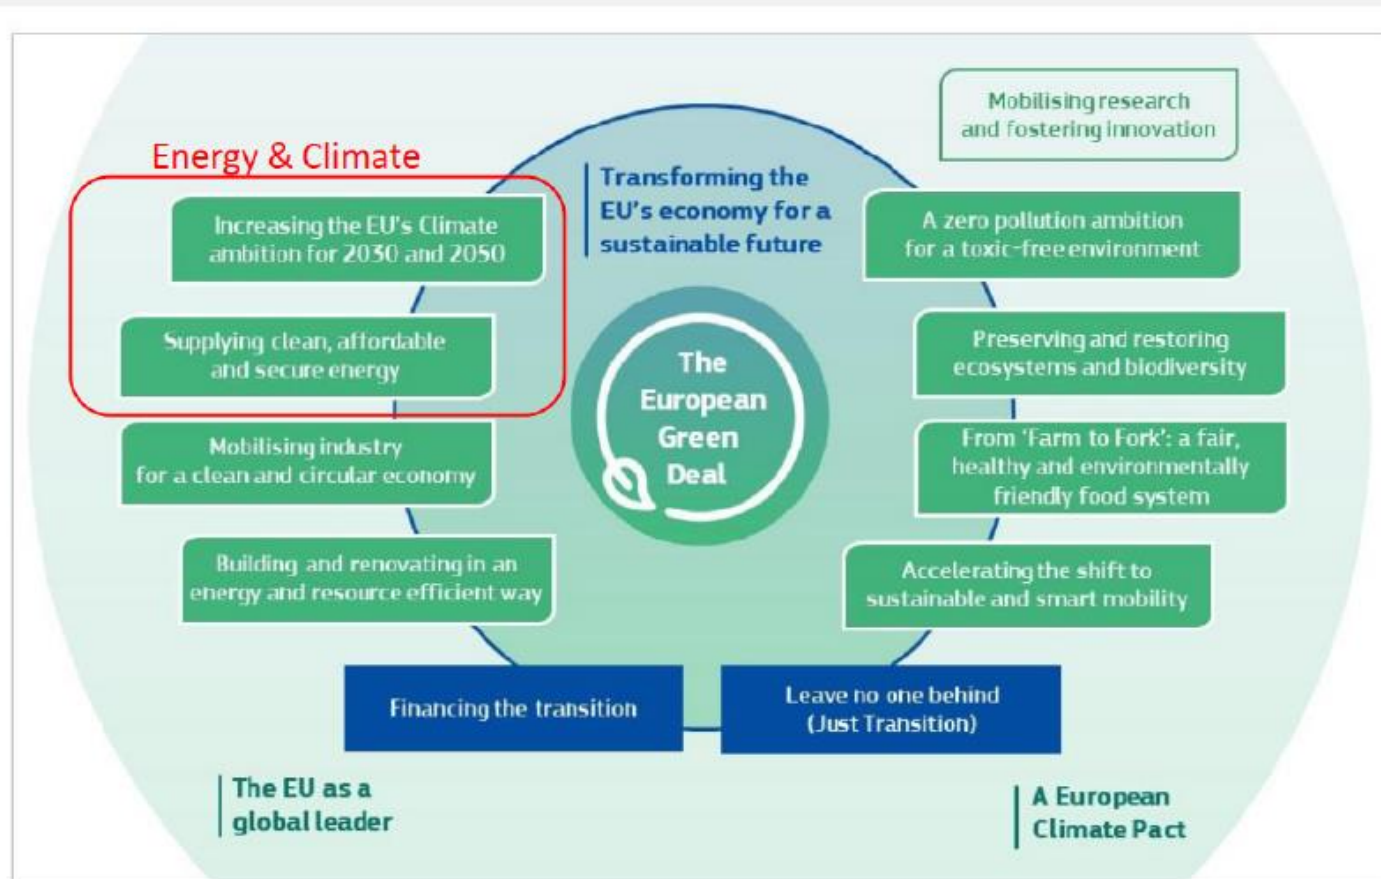 Energy & Climate
Increasing the EU's Climate
ambition for 2030 and 2050
Supplying clean, affordable
and secure energy
Mobilising industry
for a clean and circular economy
Building and renovating in an
energy and resource efficient way
Transforming the
EU's economy for a
sustainable future
The
European
Green
Deal
Mobilising research
and fostering innovation
A zero pollution ambition
for a toxic-free environment
Preserving and restoring
ecosystems and biodiversity
From 'Farm to Fork': a fair,
healthy and environmentally
friendly food system
Accelerating the shift to
sustainable and smart mobility
Financing the transition
Leave no one behind
(Just Transition)
The EU as a
global leader
A European
Climate Pact